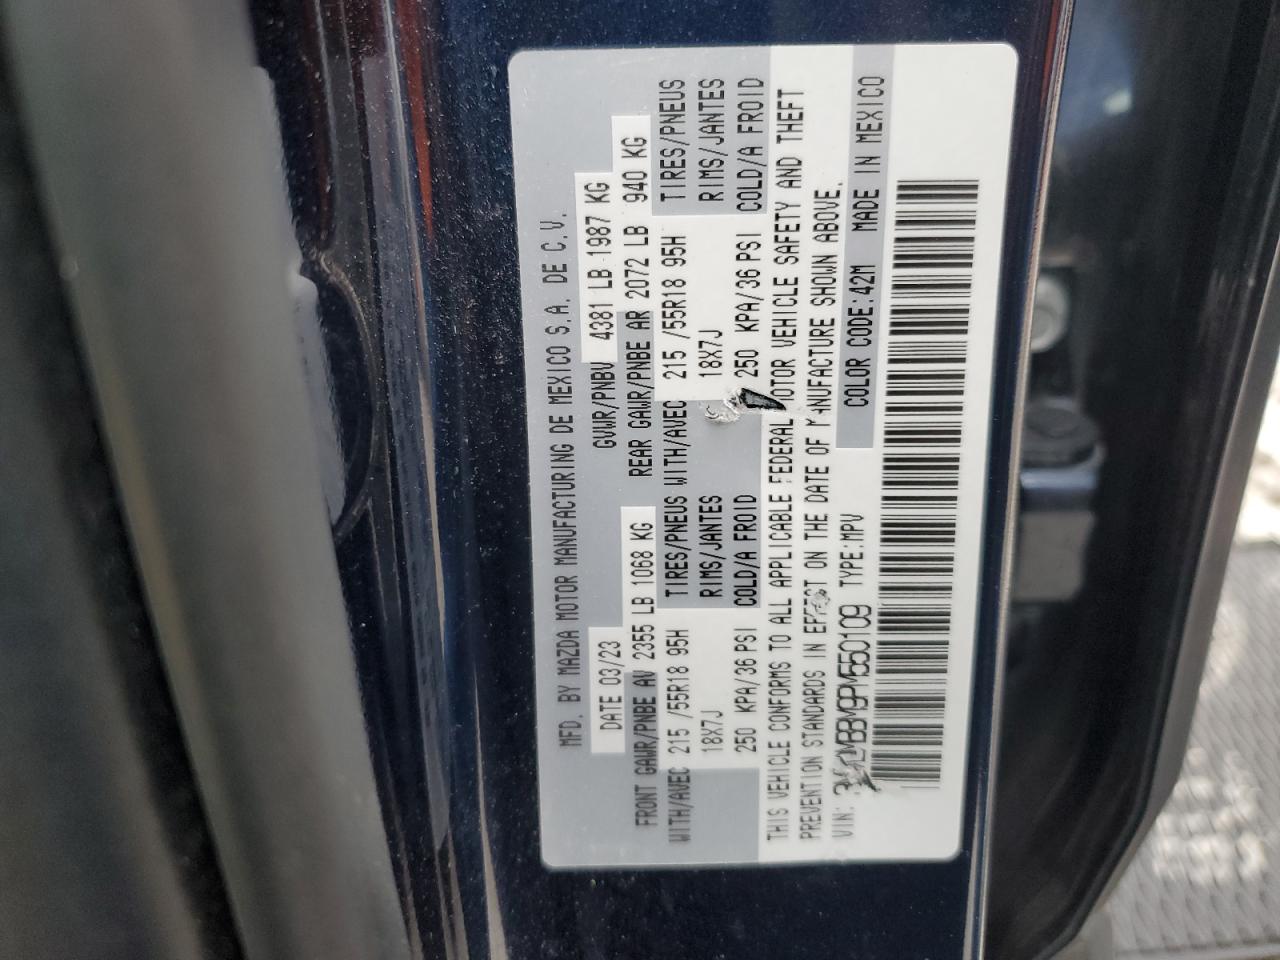 MFD. BY MAZDA MOTOR MANUFACTURING DE MEXICO S.A. DE C.V.
DATE 03/23 GVWR/PNBV 4381 LB 1987 KG
FRONT GAWR/PNBE AV 2355 LB 1068 KG REAR GAWR/PNBE AR 2072 LB 940 KG
WITH/AVEC 215 /55R18 95H TIRES/PNEUS WITH/AVEC 215 /55R18 95H TIRES/PNEUS
18X7J RIMS/JANTES 18X7J RIMS/JANTES
250 KPA/36 PSI COLD/A FROID 250 KPA/36 PSI COLD/A FROID
THIS VEHICLE CONFORMS TO ALL APPLICABLE FEDERAL MOTOR VEHICLE SAFETY AND THEFT
PREVENTION STANDARDS IN EFFECT ON THE DATE OF MANUFACTURE SHOWN ABOVE.
VIN: TYPE:MPV COLOR CODE:42M MADE IN MEXICO